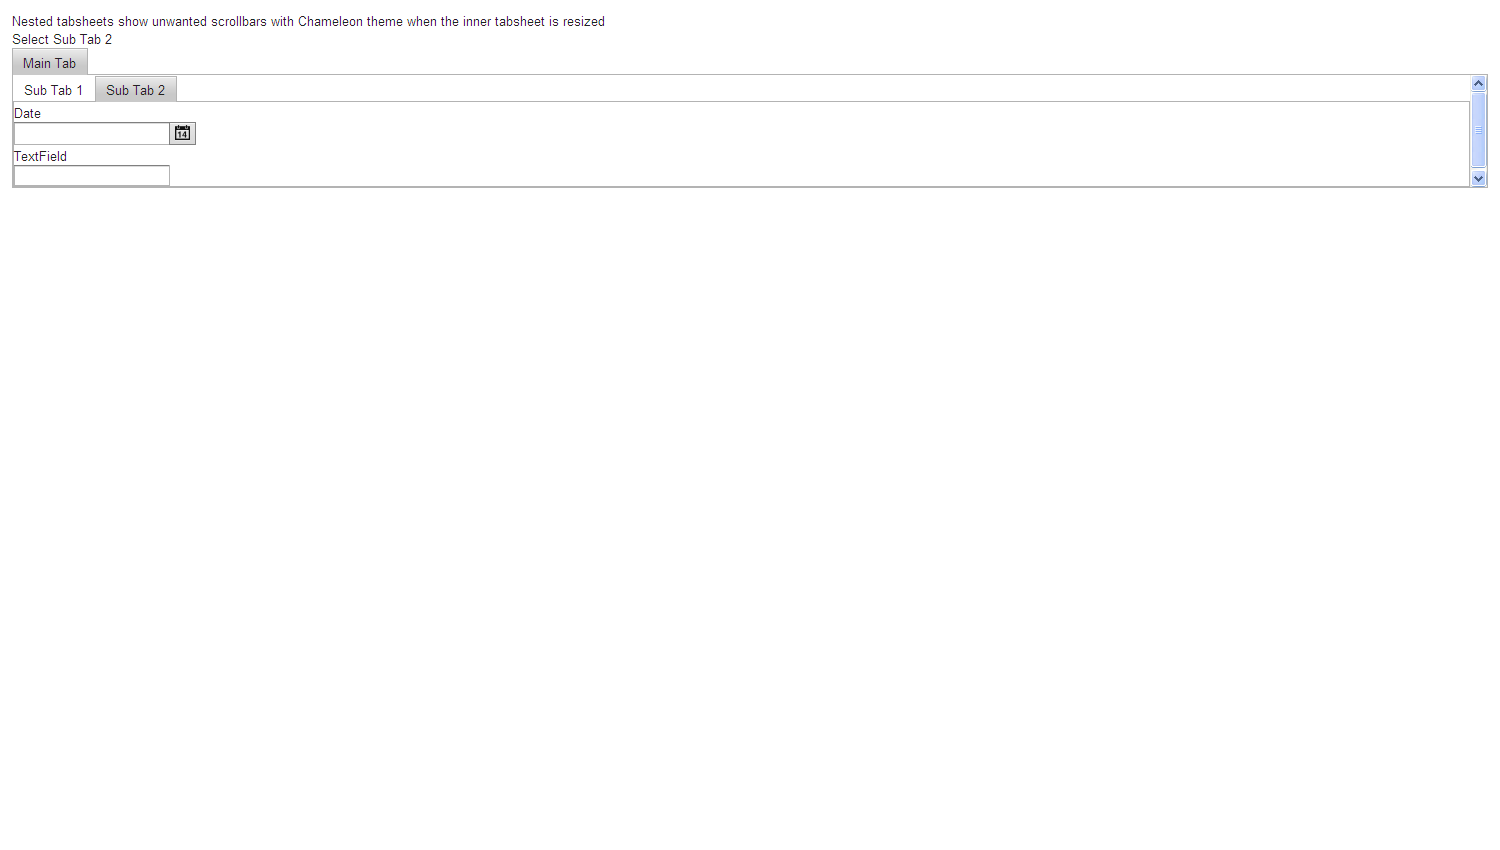 Nested tabsheets show unwanted scrollbars with Chameleon theme when the inner tabsheet is resized
Select Sub Tab 2
Main Tab
Sub Tab 1 Sub Tab 2
Date
14
TextField